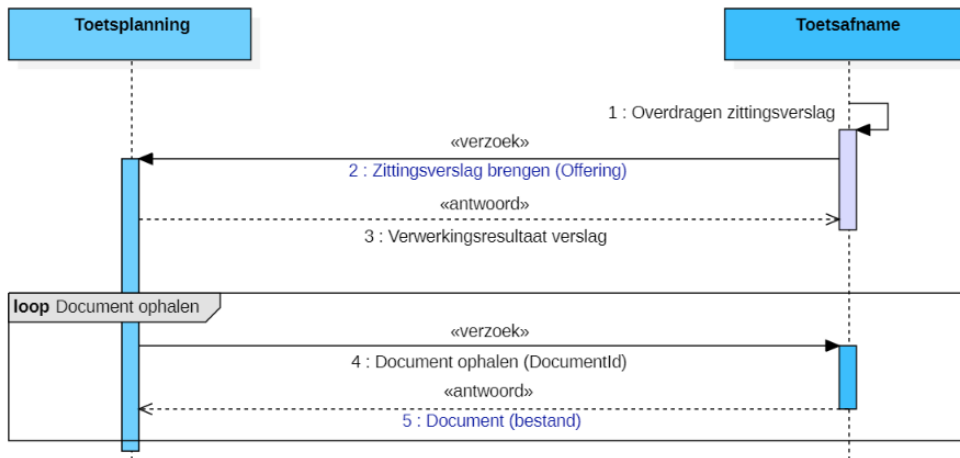 Toetsplanning
Toetsafname
1 : Overdragen zittingsverslag
«verzoek»
2 : Zittingsverslag brengen (Offering)
«antwoord»
3 : Verwerkingsresultaat verslag
loop Document ophalen
«verzoek»
4 : Document ophalen (DocumentId)
«antwoord»
5 : Document (bestand)